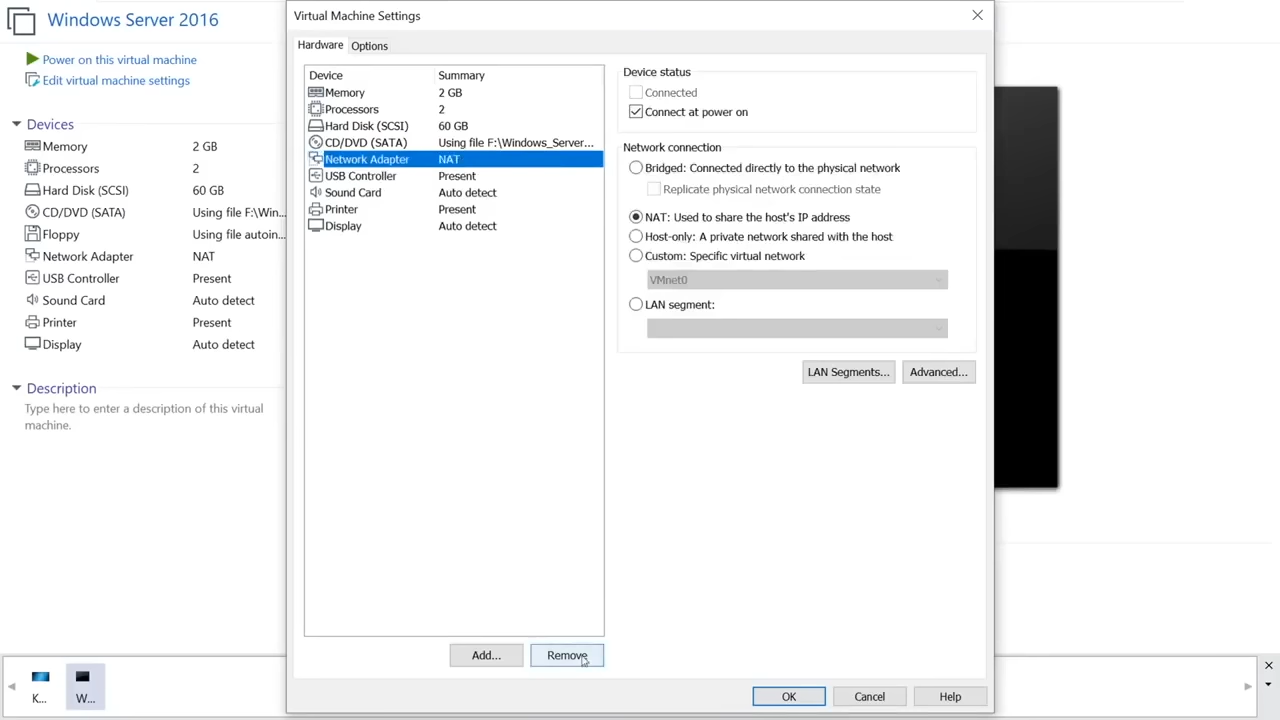 Windows Server 2016
Power on this virtual machine
Edit virtual machine settings
Devices
Memory 2 GB
Processors 2
Hard Disk (SCSI) 60 GB
CD/DVD (SATA) Using file F:\Win...
Floppy Using file autoin...
Network Adapter NAT
USB Controller Present
Sound Card Auto detect
Printer Present
Display Auto detect
Description
Type here to enter a description of this virtual
machine.
Virtual Machine Settings
Hardware Options
Device Summary
Memory 2 GB
Processors 2
Hard Disk (SCSI) 60 GB
CD/DVD (SATA) Using file F:\Windows_Server...
Network Adapter NAT
USB Controller Present
Sound Card Auto detect
Printer Present
Display Auto detect
Add... Remove
Device status
Connected
Connect at power on
Network connection
Bridged: Connected directly to the physical network
Replicate physical network connection state
NAT: Used to share the host's IP address
Host-only: A private network shared with the host
Custom: Specific virtual network
VMnet0
LAN segment:
LAN Segments... Advanced...
OK Cancel Help
K... W...